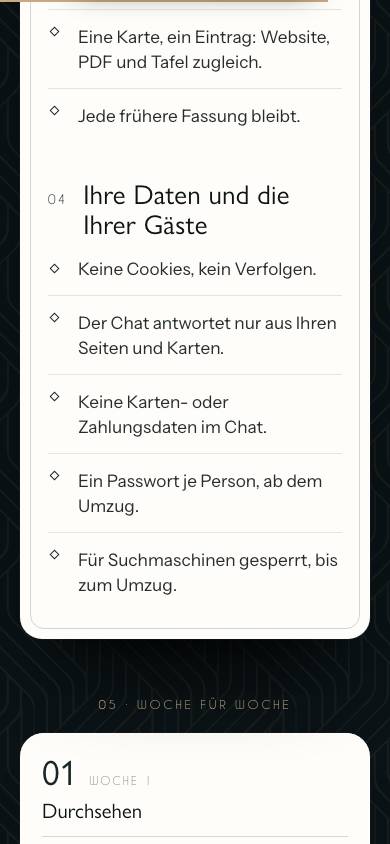 Eine Karte, ein Eintrag: Website,
PDF und Tafel zugleich.
Jede frühere Fassung bleibt.
04 Ihre Daten und die
Ihrer Gäste
Keine Cookies, kein Verfolgen.
Der Chat antwortet nur aus Ihren
Seiten und Karten.
Keine Karten- oder
Zahlungsdaten im Chat.
Ein Passwort je Person, ab dem
Umzug.
Für Suchmaschinen gesperrt, bis
zum Umzug.
05 · WOCHE FÜR WOCHE
01 WOCHE 1
Durchsehen